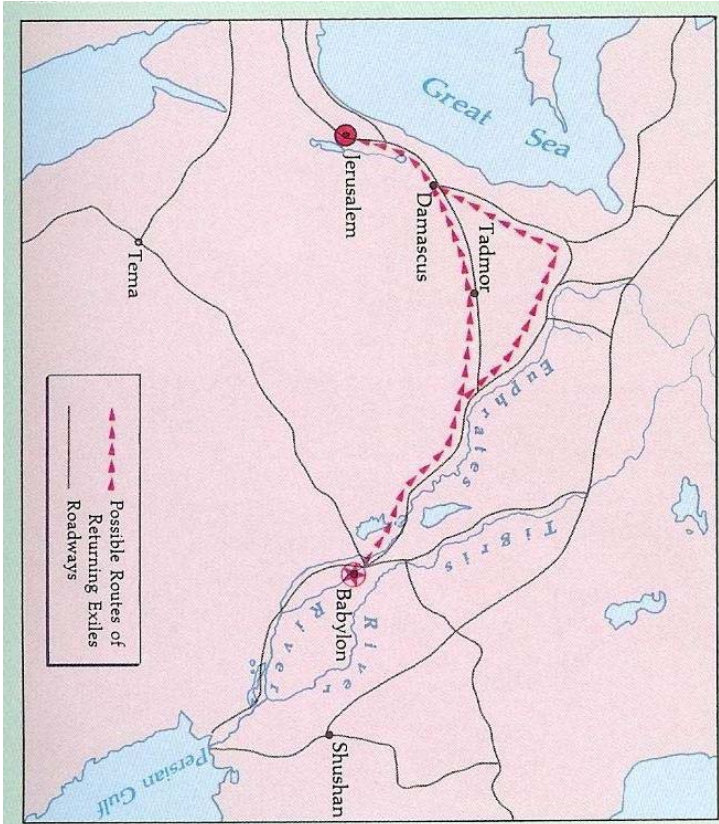 Great Sea
Jerusalem
Damascus
Tadmor
Tema
Euphrates
River
Tigris
River
Babylon
Shushan
Persian Gulf
Possible Routes of
Returning Exiles
Roadways